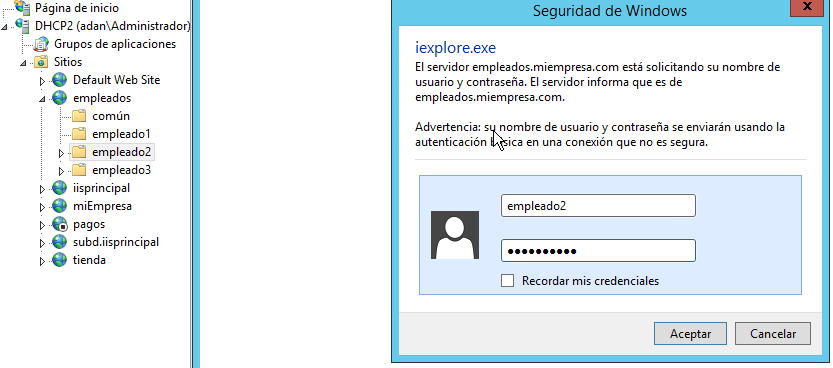 Página de inicio
DHCP2 (adan\Administrador)
Grupos de aplicaciones
Sitios
Default Web Site
empleados
común
empleado1
empleado2
empleado3
iisprincipal
miEmpresa
pagos
subd.iisprincipal
tienda
Seguridad de Windows
x
iexplore.exe
El servidor empleados.miempresa.com está solicitando su nombre de
usuario y contraseña. El servidor informa que es de
empleados.miempresa.com.
Advertencia: su nombre de usuario y contraseña se enviarán usando la
autenticación básica en una conexión que no es segura.
empleado2
●●●●●●●●●●
Recordar mis credenciales
Aceptar
Cancelar